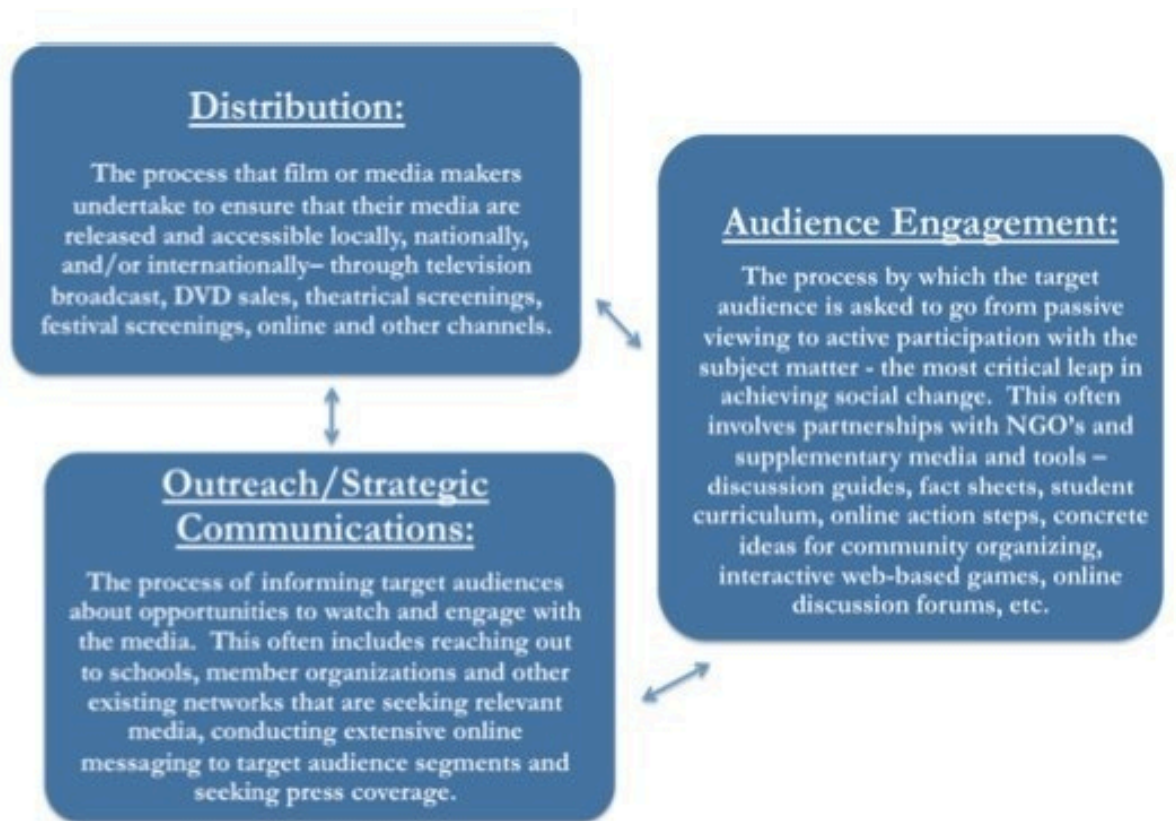 Distribution:
The process that film or media makers
undertake to ensure that their media are
released and accessible locally, nationally,
and/or internationally– through television
broadcast, DVD sales, theatrical screenings,
festival screenings, online and other channels.
Audience Engagement:
The process by which the target
audience is asked to go from passive
viewing to active participation with the
subject matter - the most critical leap in
achieving social change.  This often
involves partnerships with NGO's and
supplementary media and tools –
discussion guides, fact sheets, student
curriculum, online action steps, concrete
ideas for community organizing,
interactive web-based games, online
discussion forums, etc.
Outreach/Strategic
Communications:
The process of informing target audiences
about opportunities to watch and engage with
the media.  This often includes reaching out
to schools, member organizations and other
existing networks that are seeking relevant
media, conducting extensive online
messaging to target audience segments and
seeking press coverage.